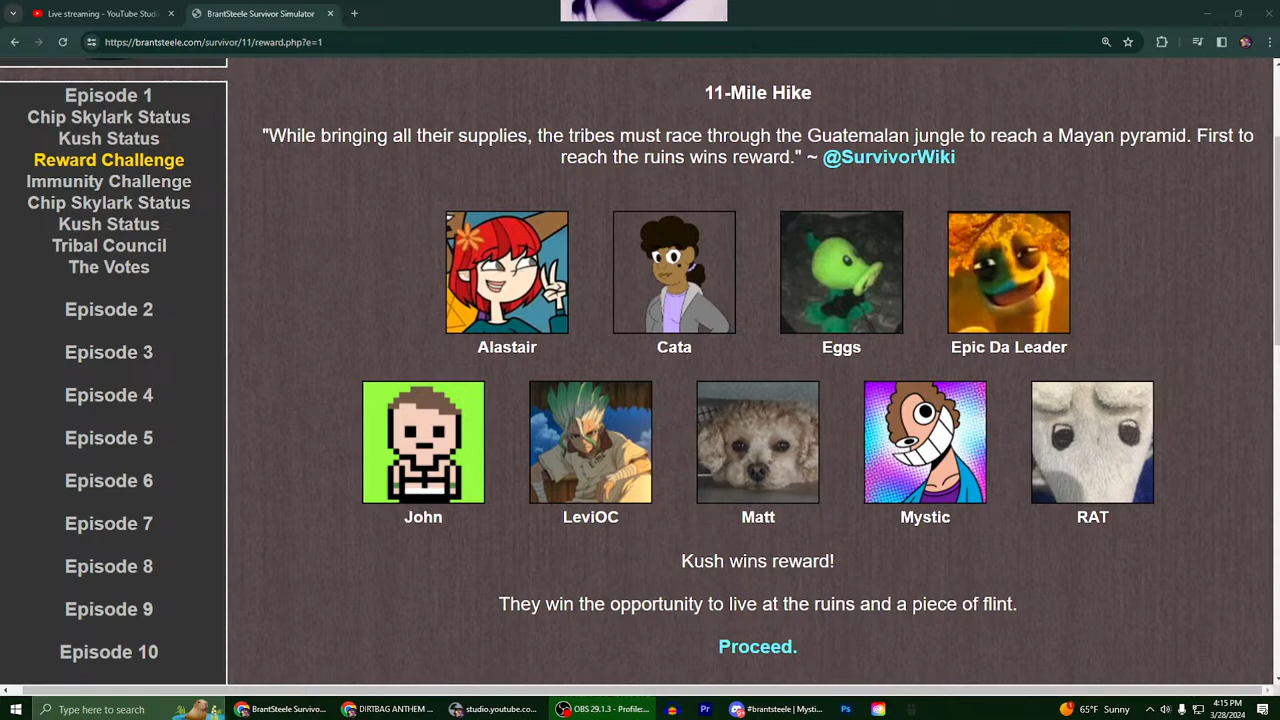 Live streaming - YouTube Stud
BrantSteele Survivor Simulator
https://brantsteele.com/survivor/11/reward.php?e=1
Episode 1
Chip Skylark Status
Kush Status
Reward Challenge
Immunity Challenge
Chip Skylark Status
Kush Status
Tribal Council
The Votes
Episode 2
Episode 3
Episode 4
Episode 5
Episode 6
Episode 7
Episode 8
Episode 9
Episode 10
11-Mile Hike
"While bringing all their supplies, the tribes must race through the Guatemalan jungle to reach a Mayan pyramid. First to
reach the ruins wins reward." ~ @SurvivorWiki
Alastair Cata Eggs Epic Da Leader
John LeviOC Matt Mystic RAT
Kush wins reward!
They win the opportunity to live at the ruins and a piece of flint.
Proceed.
Type here to search
BrantSteele Survivo...
DIRTBAG ANTHEM ...
studio.youtube.co...
OBS 29.1.3 - Profile:...
Pr
#brantsteele | Mysti...
Ps
65°F Sunny
4:15 PM
3/28/2024